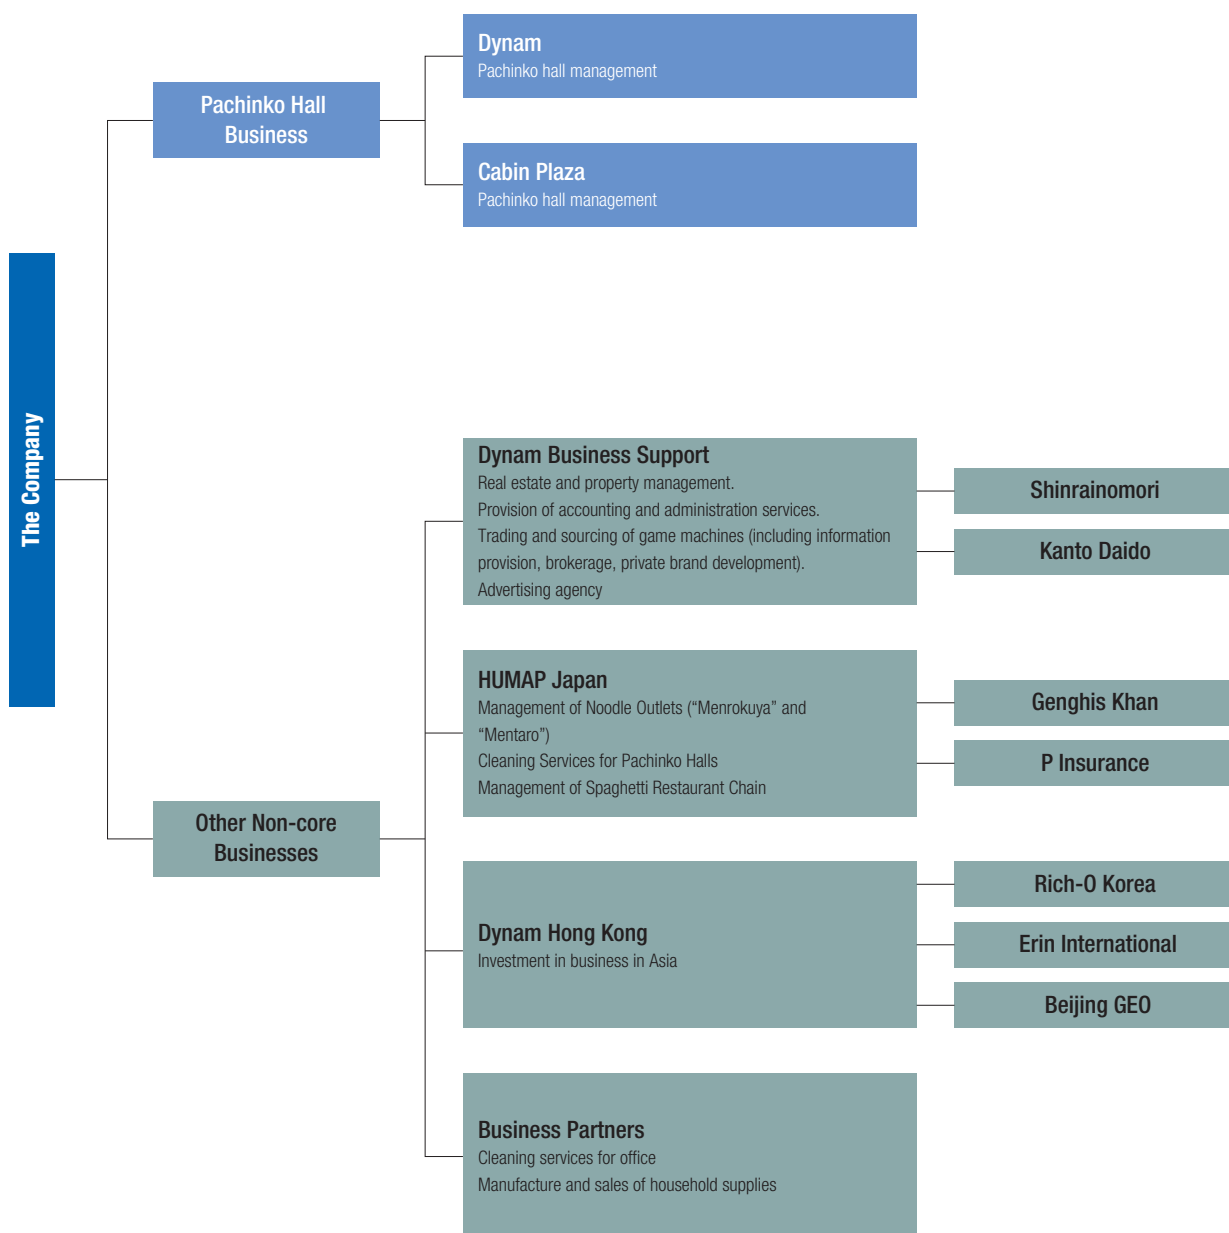 The Company
Pachinko Hall
Business
Dynam
Pachinko hall management
Cabin Plaza
Pachinko hall management
Other Non-core
Businesses
Dynam Business Support
Real estate and property management.
Provision of accounting and administration services.
Trading and sourcing of game machines (including information
provision, brokerage, private brand development).
Advertising agency
Shinrainomori
Kanto Daido
HUMAP Japan
Management of Noodle Outlets (“Menrokuya” and
“Mentaro”)
Cleaning Services for Pachinko Halls
Management of Spaghetti Restaurant Chain
Genghis Khan
P Insurance
Dynam Hong Kong
Investment in business in Asia
Rich-O Korea
Erin International
Beijing GEO
Business Partners
Cleaning services for office
Manufacture and sales of household supplies